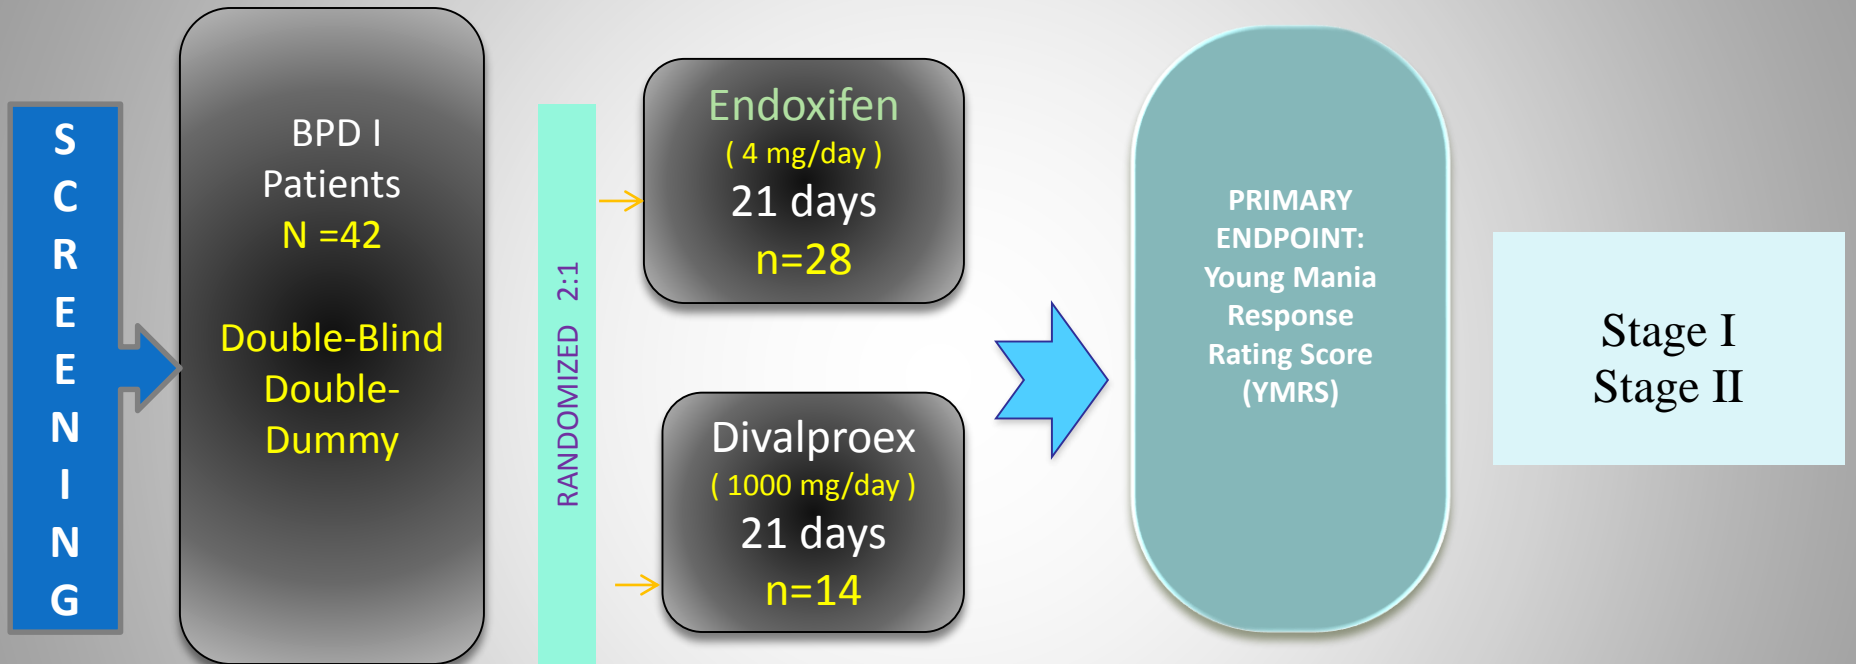 SCREENING
BPD I
Patients
N =42
Double-Blind
Double-
Dummy
RANDOMIZED 2:1
Endoxifen
( 4 mg/day )
21 days
n=28
Divalproex
( 1000 mg/day )
21 days
n=14
PRIMARY
ENDPOINT:
Young Mania
Response
Rating Score
(YMRS)
Stage I
Stage II